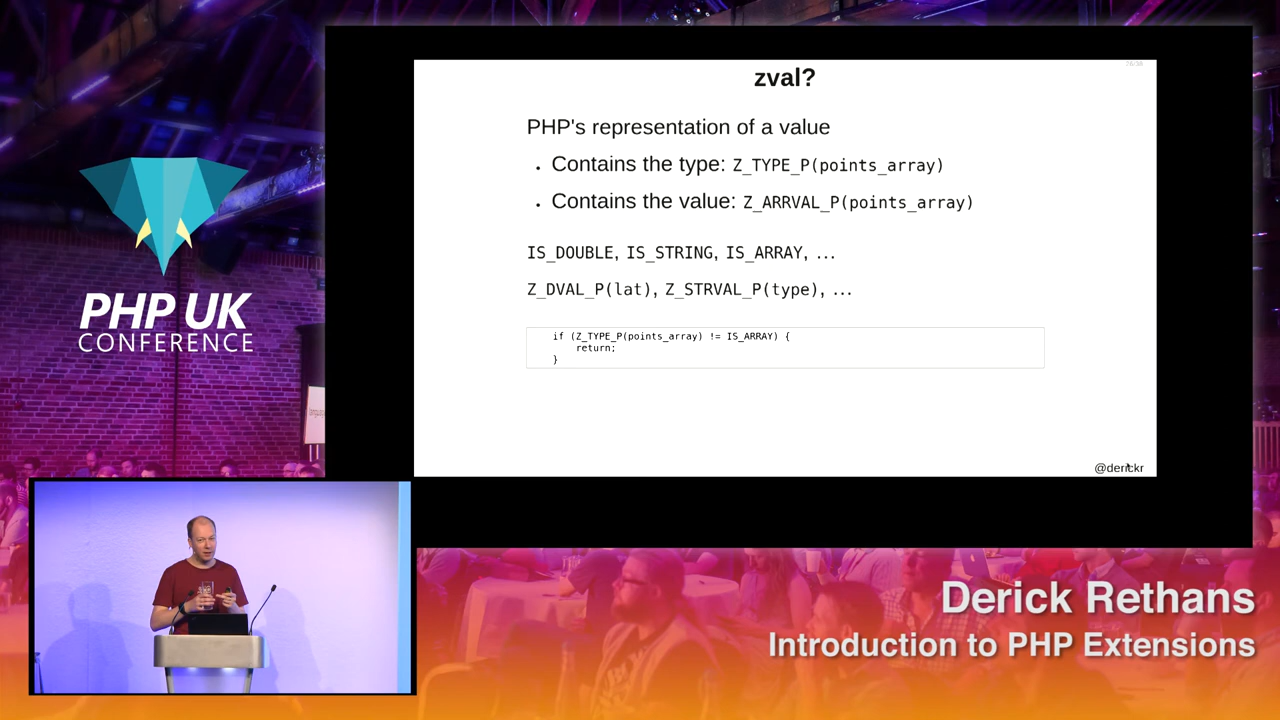 zval?
PHP's representation of a value
• Contains the type: Z_TYPE_P(points_array)
• Contains the value: Z_ARRVAL_P(points_array)
IS_DOUBLE, IS_STRING, IS_ARRAY, ...
Z_DVAL_P(lat), Z_STRVAL_P(type), ...
if (Z_TYPE_P(points_array) != IS_ARRAY) {
return;
}
@derickr
PHP UK
CONFERENCE
Derick Rethans
Introduction to PHP Extensions